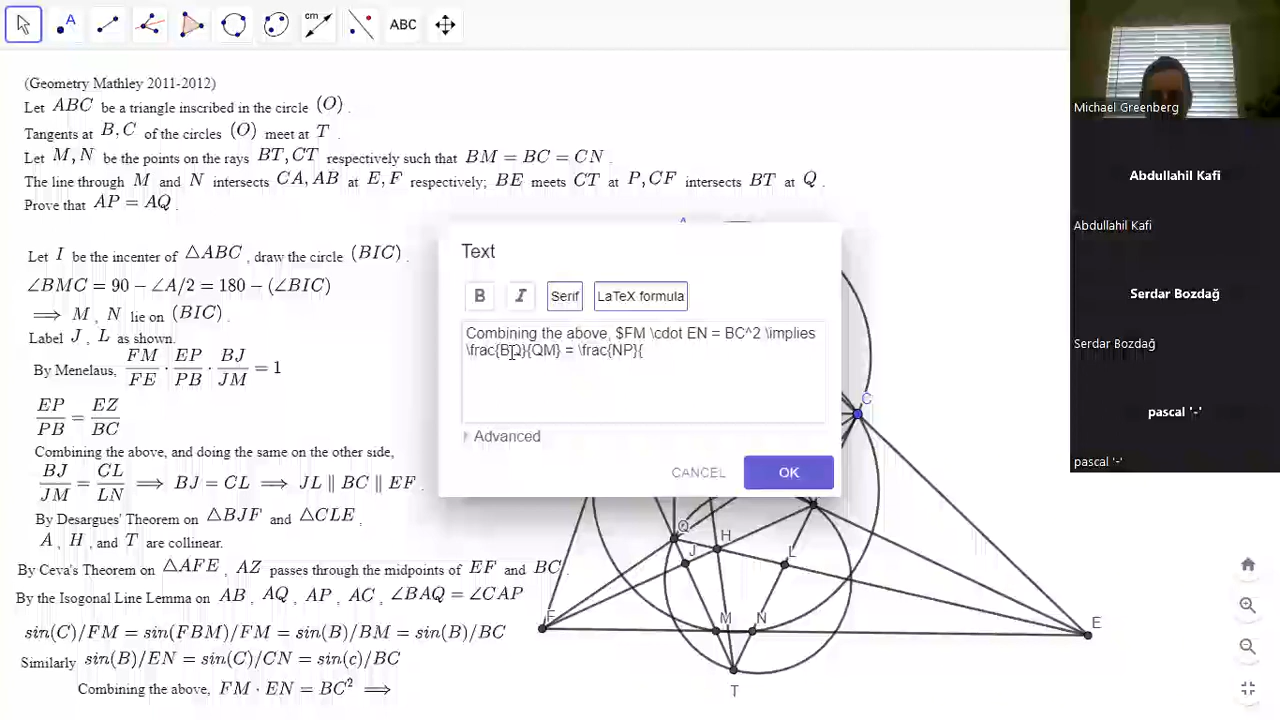 cm
A
ABC
(Geometry Mathley 2011-2012)
Let ABC be a triangle inscribed in the circle (O) .
Tangents at B, C of the circles (O) meet at T .
Let M, N be the points on the rays BT, CT respectively such that BM = BC = CN .
The line through M and N intersects CA, AB at E, F respectively; BE meets CT at P, CF intersects BT at Q .
Prove that AP = AQ .
Let I be the incenter of △ABC , draw the circle (BIC) .
∠BMC = 90 − ∠A/2 = 180 − (∠BIC)
⟹ M , N lie on (BIC) .
Label J , L as shown.
By Menelaus, FM/FE · EP/PB · BJ/JM = 1
EP/PB = EZ/BC
Combining the above, and doing the same on the other side,
BJ/JM = CL/LN ⟹ BJ = CL ⟹ JL ∥ BC ∥ EF .
By Desargues' Theorem on △BJF and △CLE ,
A , H , and T are collinear.
By Ceva's Theorem on △AFE , AZ passes through the midpoints of EF and BC .
By the Isogonal Line Lemma on AB , AQ , AP , AC , ∠BAQ = ∠CAP
sin(C)/FM = sin(FBM)/FM = sin(B)/BM = sin(B)/BC
Similarly sin(B)/EN = sin(C)/CN = sin(c)/BC
Combining the above, FM · EN = BC² ⟹
Text
B
I
Serif
LaTeX formula
Combining the above, $FM \cdot EN = BC^2 \implies
\frac{BQ}{QM} = \frac{NP}{
Advanced
CANCEL
OK
C
Q
H
J
L
F
M
N
E
T
Michael Greenberg
Abdullahil Kafi
Abdullahil Kafi
Serdar Bozdağ
Serdar Bozdağ
pascal '-'
pascal '-'